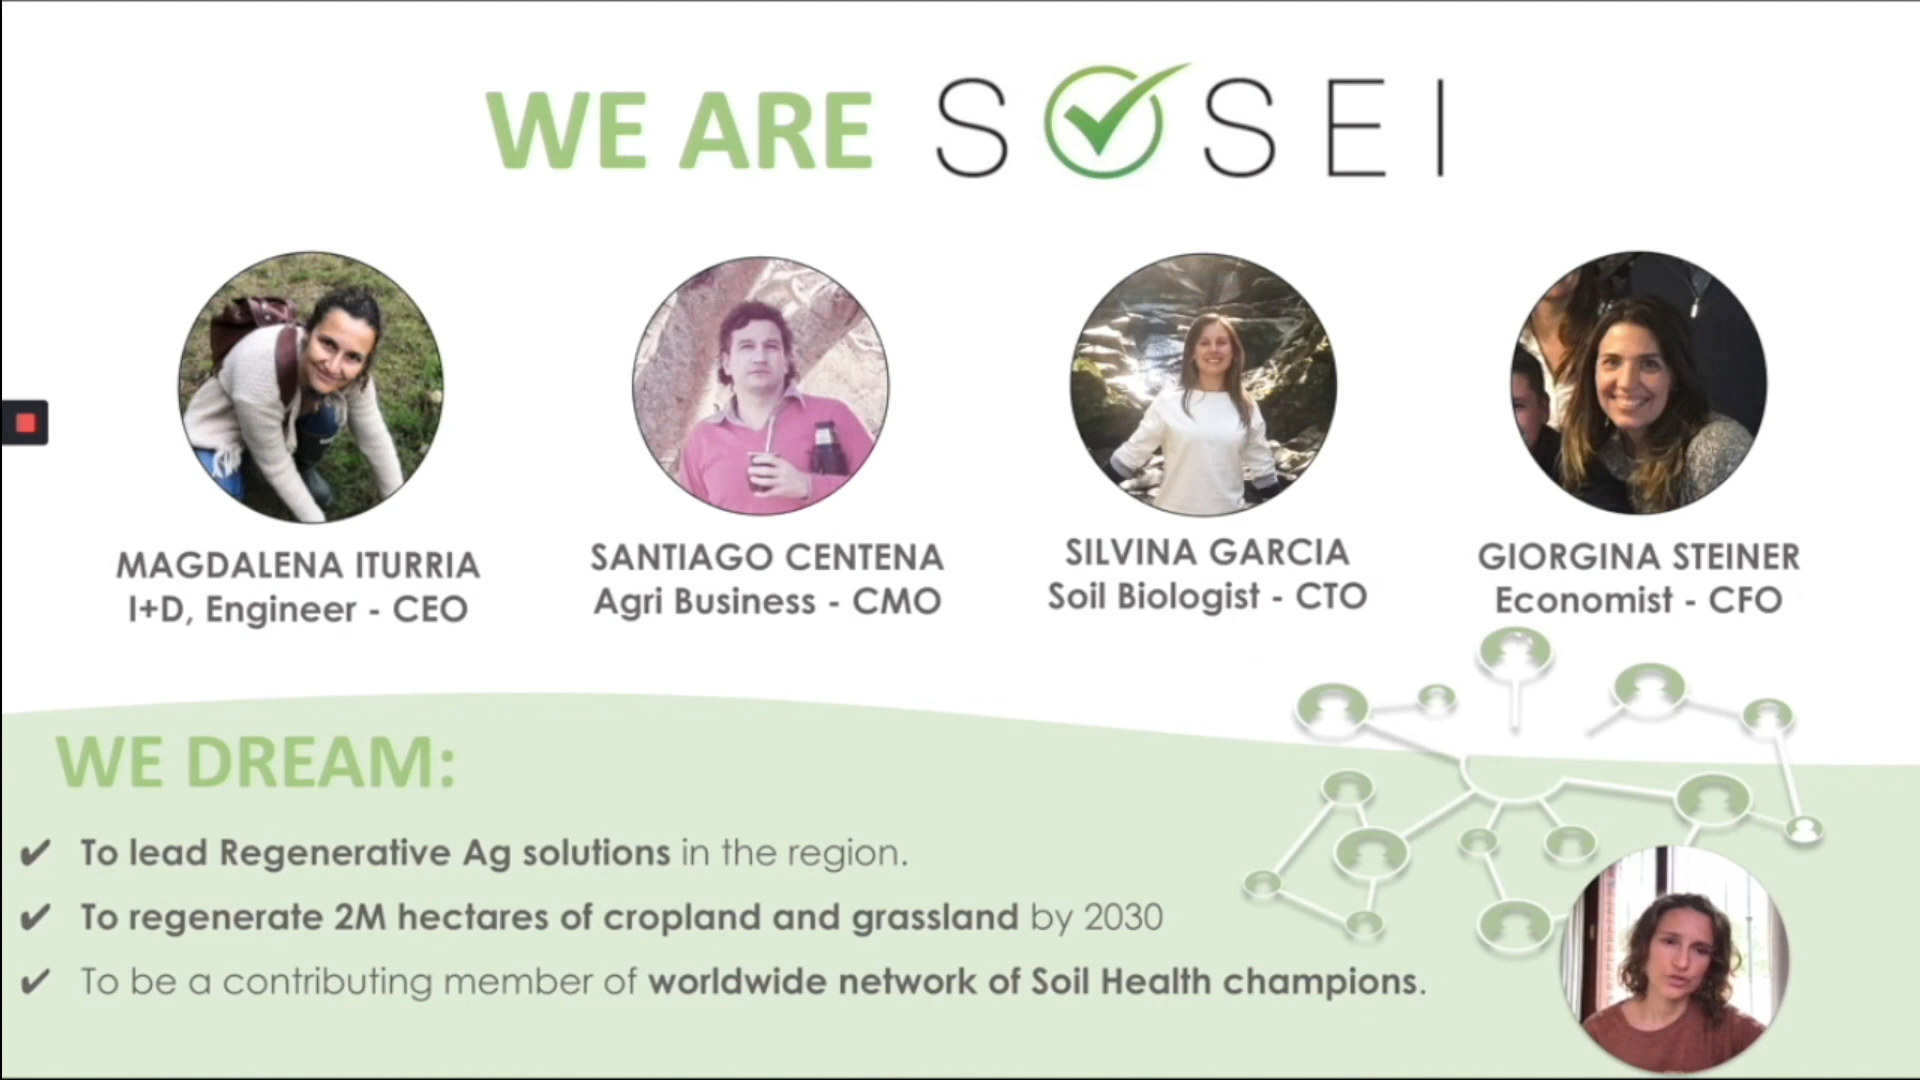 WE ARE SOSEI
MAGDALENA ITURRIA
I+D, Engineer - CEO
SANTIAGO CENTENA
Agri Business - CMO
SILVINA GARCIA
Soil Biologist - CTO
GIORGINA STEINER
Economist - CFO
WE DREAM:
✔ To lead Regenerative Ag solutions in the region.
✔ To regenerate 2M hectares of cropland and grassland by 2030
✔ To be a contributing member of worldwide network of Soil Health champions.